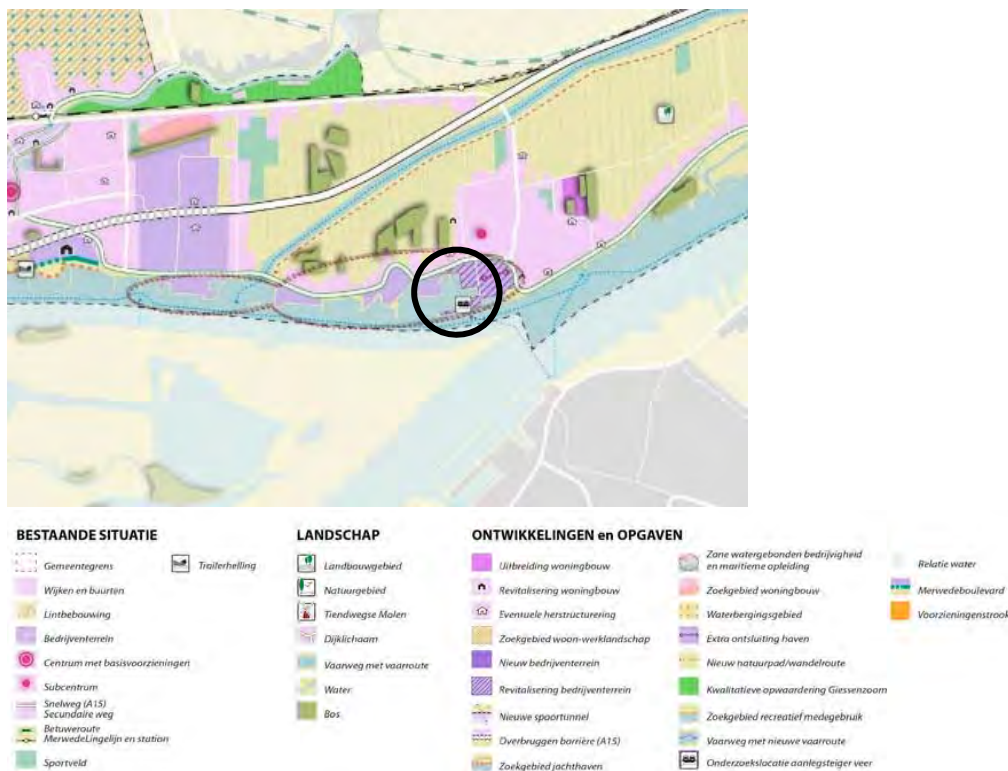 BESTAANDE SITUATIE
Gemeentegrens
Wijken en buurten
Lintbebouwing
Bedrijventerrein
Centrum met basisvoorzieningen
Subcentrum
Snelweg (A15)
Secundaire weg
Betuweroute
MerwedeLingelijn en station
Sportveld
Trailerhelling
LANDSCHAP
Landbouwgebied
Natuurgebied
Tiendwegse Molen
Dijklichaam
Vaarweg met vaarroute
Water
Bos
ONTWIKKELINGEN en OPGAVEN
Uitbreiding woningbouw
Revitalisering woningbouw
Eventuele herstructurering
Zoekgebied woon-werklandschap
Nieuw bedrijventerrein
Revitalisering bedrijventerrein
Nieuwe spoortunnel
Overbruggen barrière (A15)
Zoekgebied jachthaven
Zone watergebonden bedrijvigheid
en maritieme opleiding
Zoekgebied woningbouw
Waterbergingsgebied
Extra ontsluiting haven
Nieuw natuurpad/wandelroute
Kwalitatieve opwaardering Giessenzoom
Zoekgebied recreatief medegebruik
Vaarweg met nieuwe vaarroute
Onderzoekslocatie aanlegsteiger veer
Relatie water
Merwedeboulevard
Voorzieningenstrook